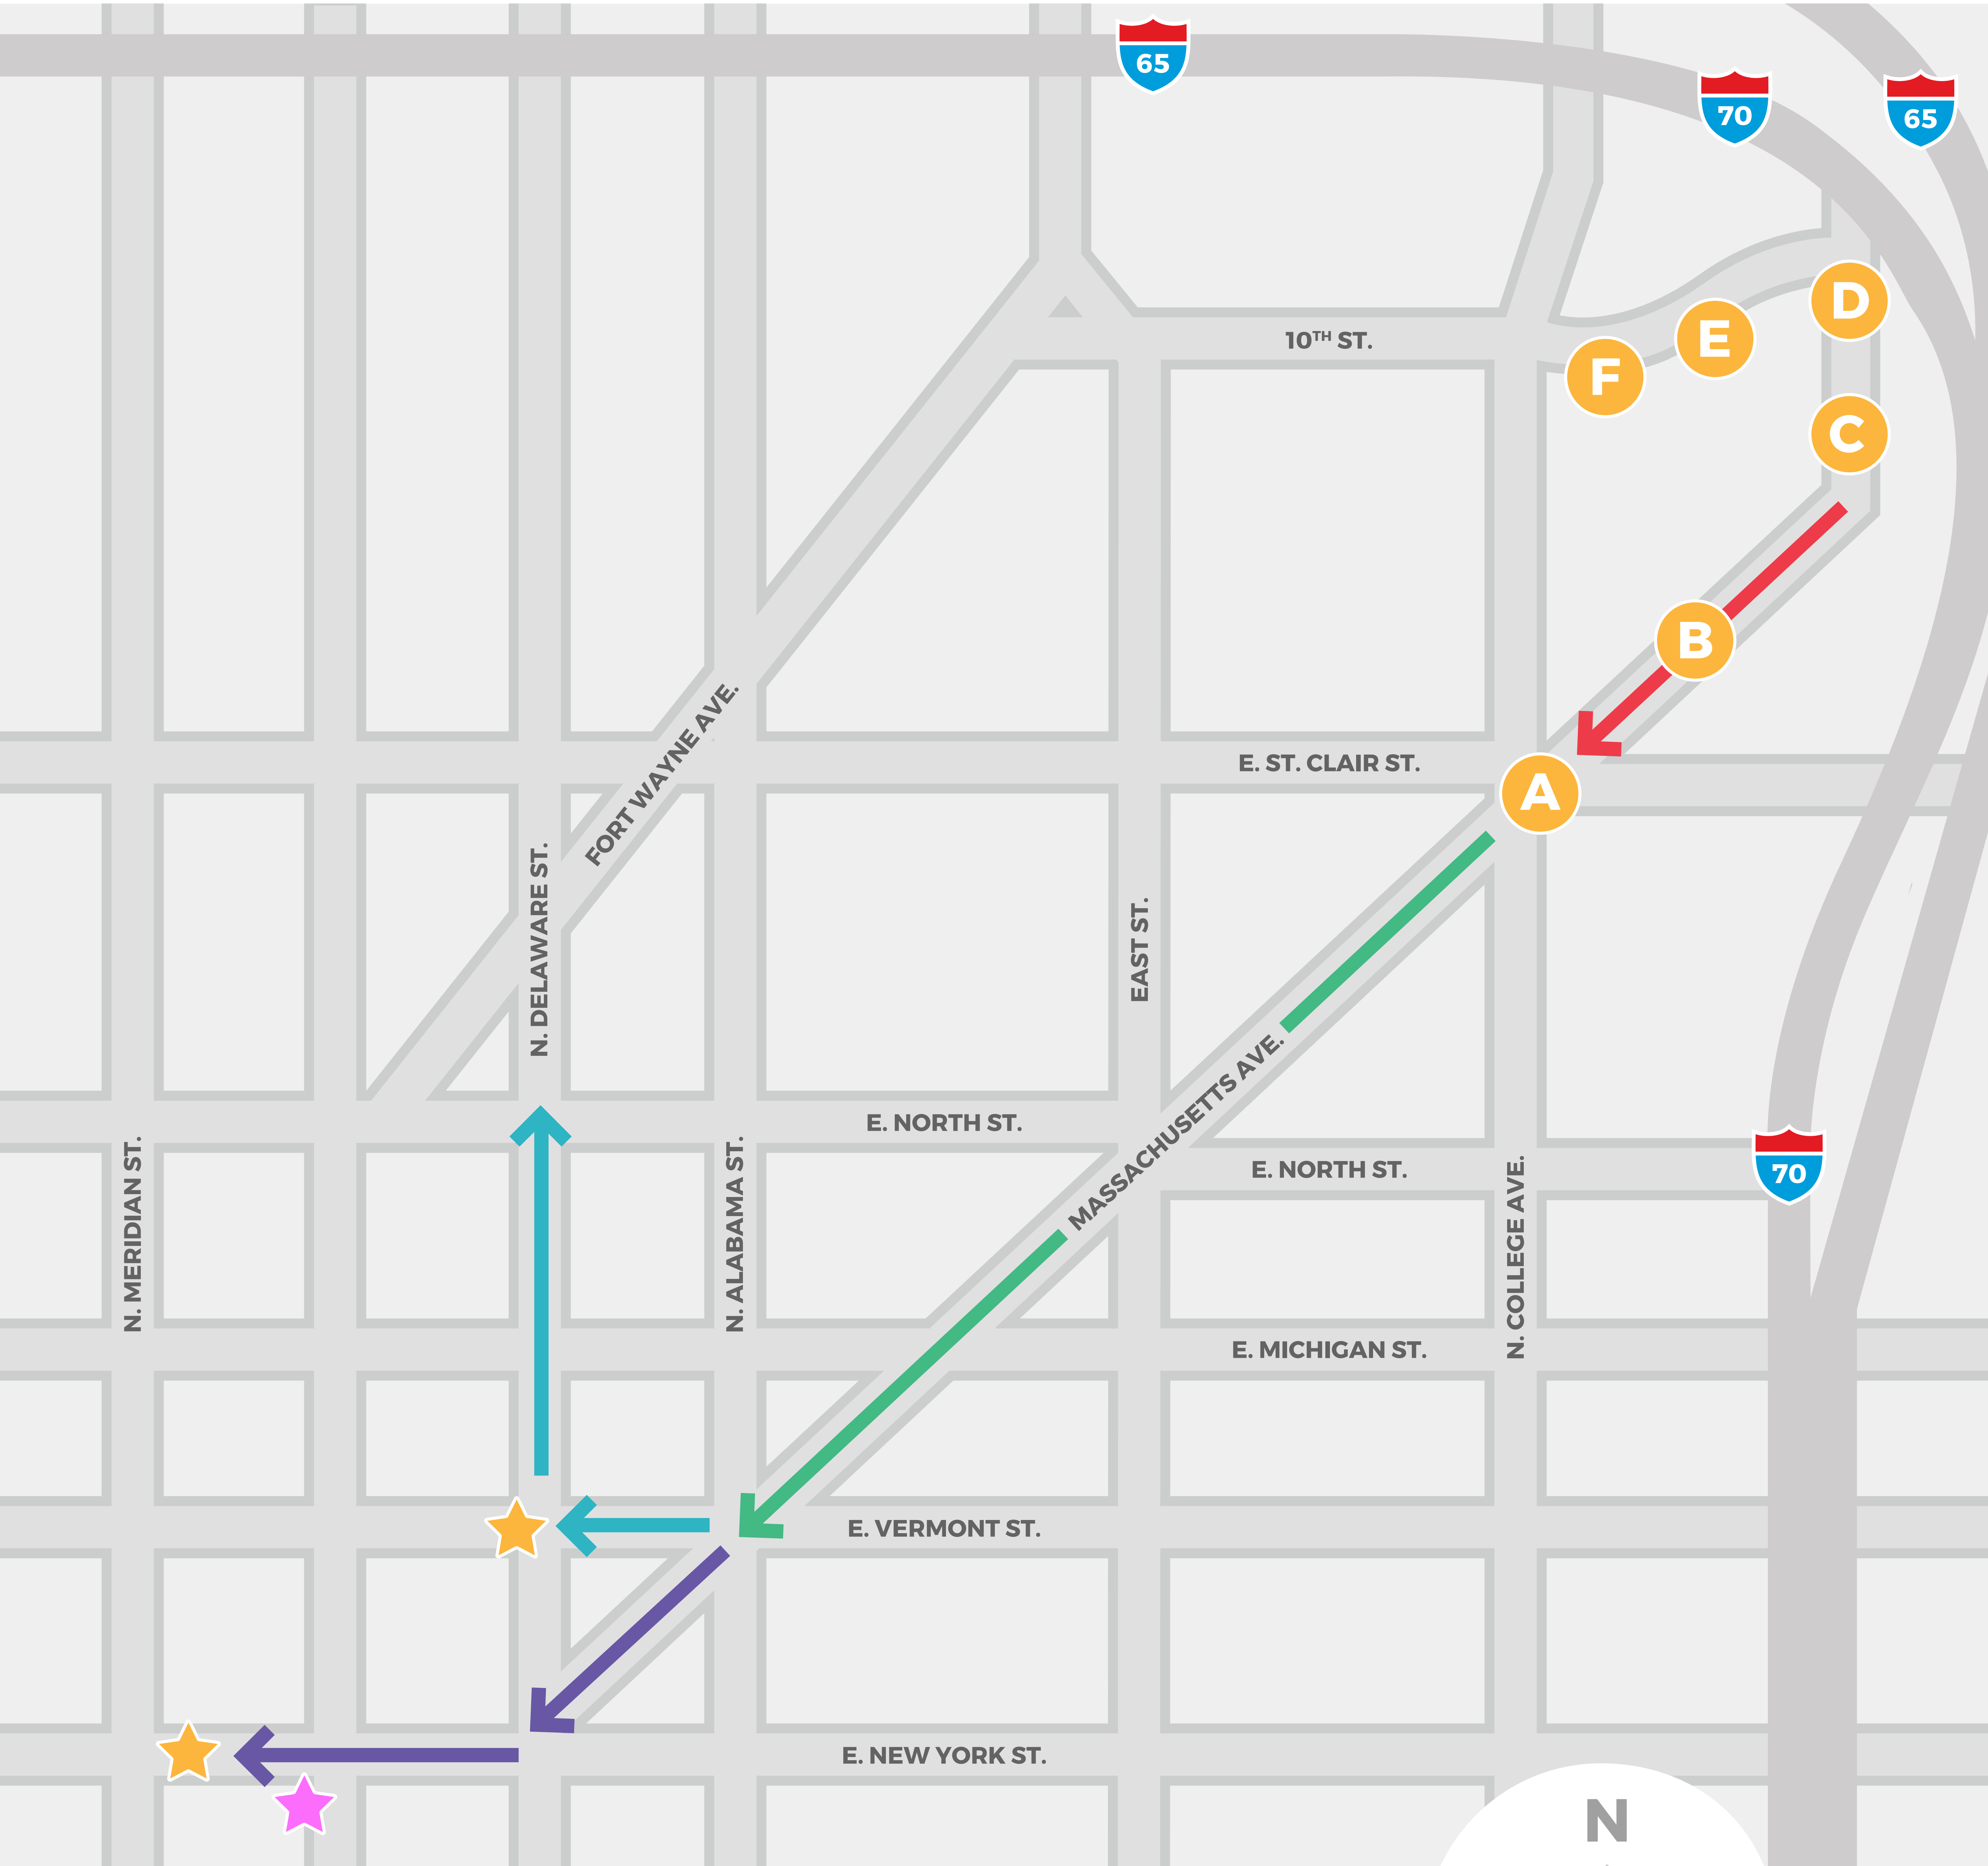 65
70
65
D
10TH ST.
E
F
C
B
FORT WAYNE AVE.
E. ST. CLAIR ST.
A
N. DELAWARE ST.
EAST ST.
E. NORTH ST.
MASSACHUSETTS AVE.
E. NORTH ST.
70
N. MERIDIAN ST.
N. ALABAMA ST.
N. COLLEGE AVE.
E. MICHIGAN ST.
E. VERMONT ST.
E. NEW YORK ST.
N